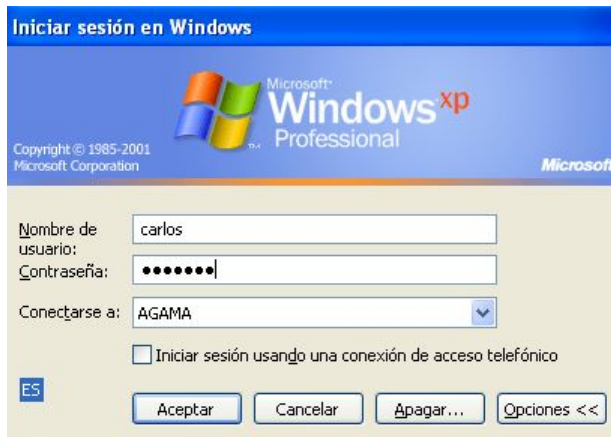 Iniciar sesión en Windows
Microsoft®
Windows xp
Professional
Copyright © 1985-2001
Microsoft Corporation
Microsoft
Nombre de
usuario:
carlos
Contraseña:
●●●●●●●
Conectarse a:
AGAMA
Iniciar sesión usando una conexión de acceso telefónico
ES
Aceptar
Cancelar
Apagar...
Opciones <<